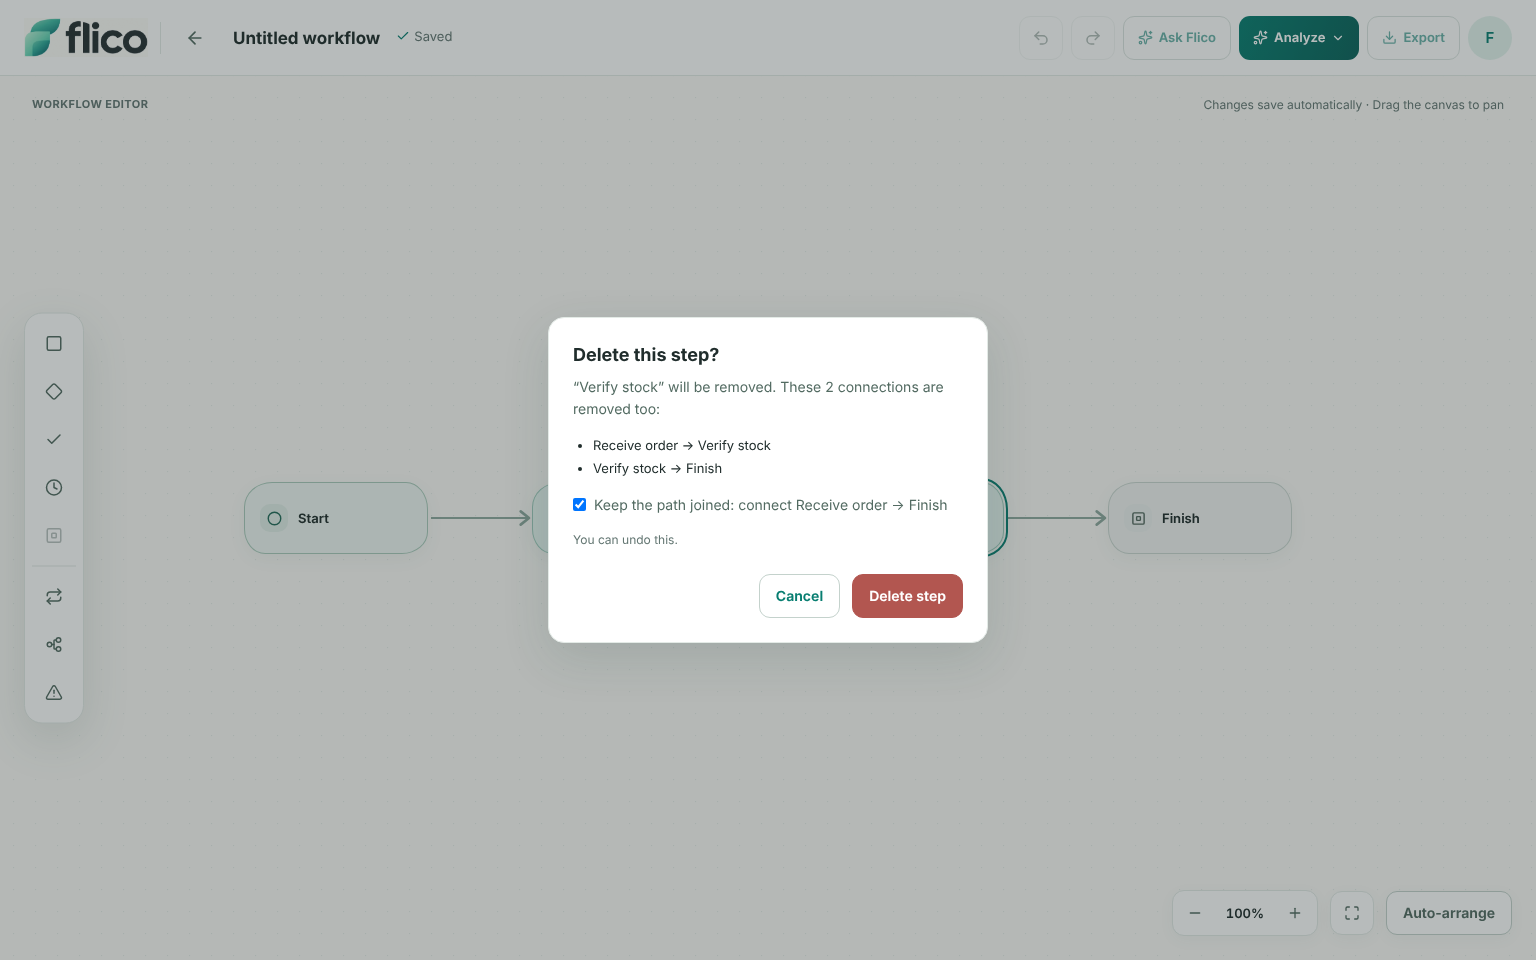 flico
Untitled workflow
Saved
Ask Flico
Analyze
Export
F
WORKFLOW EDITOR
Changes save automatically · Drag the canvas to pan
Delete this step?
“Verify stock” will be removed. These 2 connections are
removed too:
• Receive order → Verify stock
• Verify stock → Finish
Keep the path joined: connect Receive order → Finish
You can undo this.
Cancel
Delete step
Start
Finish
100%
Auto-arrange